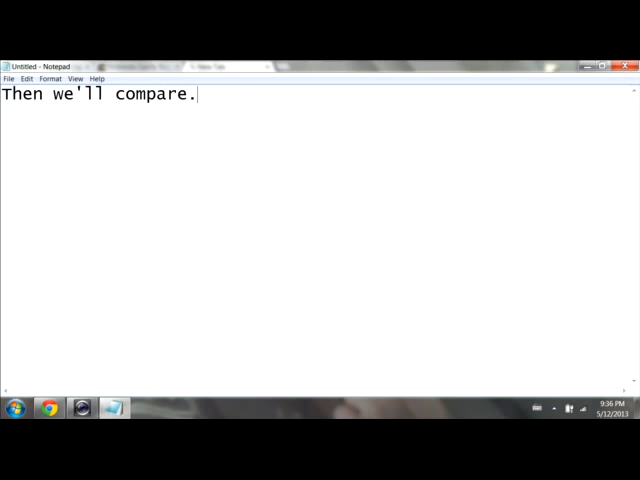 Untitled - Notepad
File Edit Format View Help
Then we'll compare.
9:36 PM
5/12/2013